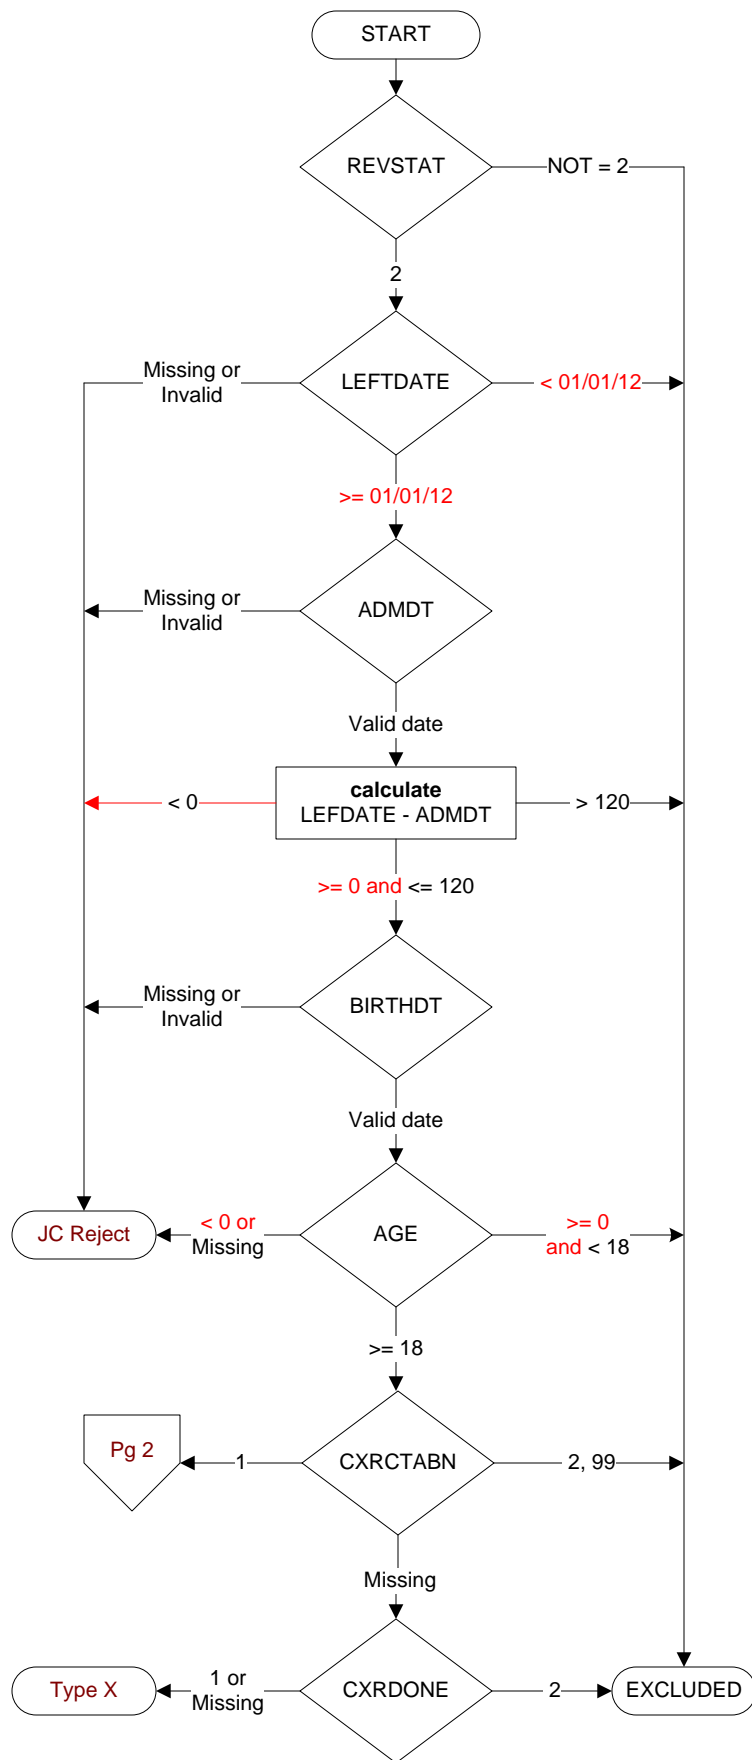 START
REVSTAT
NOT = 2
2
Missing or
Invalid
LEFTDATE
< 01/01/12
>= 01/01/12
Missing or
Invalid
ADMDT
Valid date
calculate
LEFDATE - ADMDT
< 0
> 120
>= 0 and <= 120
Missing or
Invalid
BIRTHDT
Valid date
JC Reject
< 0 or
Missing
AGE
>= 0
and < 18
>= 18
Pg 2
1
CXRCTABN
2, 99
Missing
Type X
1 or
Missing
CXRDONE
2
EXCLUDED